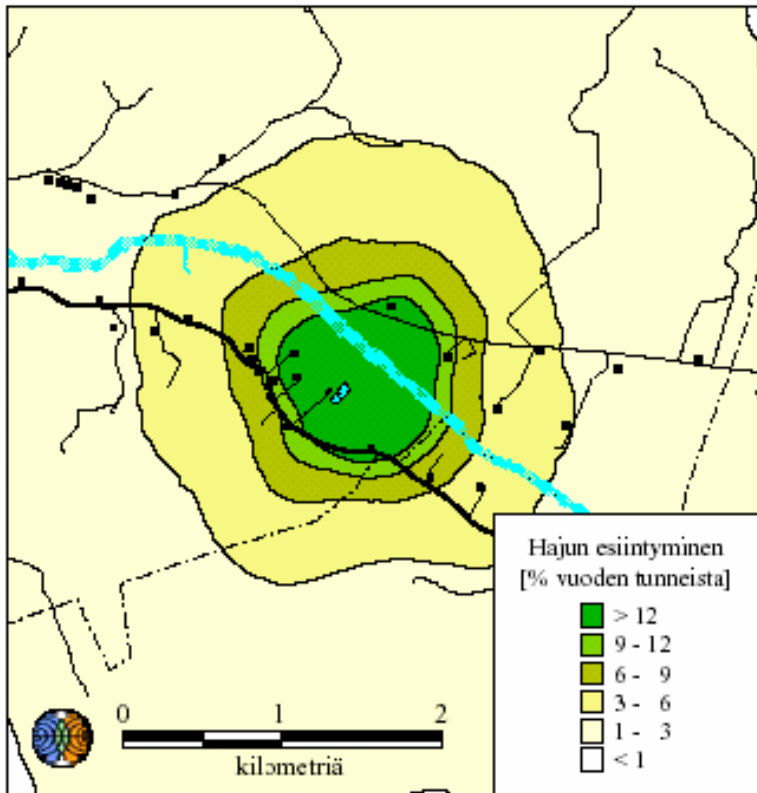 Hajun esiintyminen
[% vuoden tunneista]
> 12
9 - 12
6 - 9
3 - 6
1 - 3
< 1
0 1 2
kilometriä